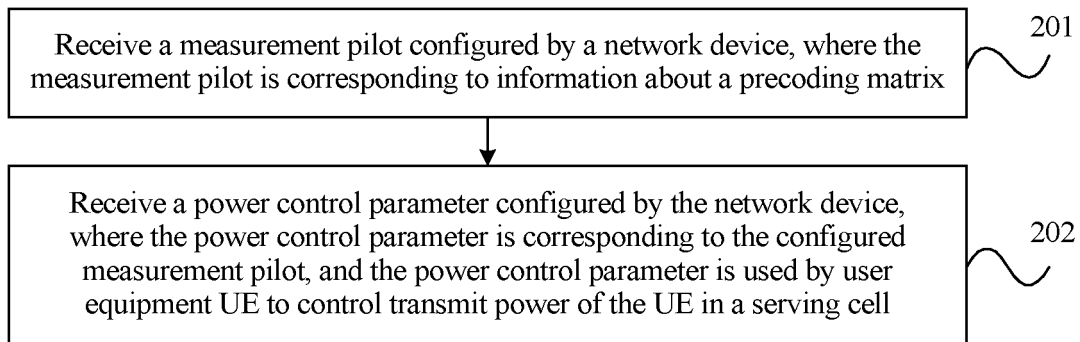 Receive a measurement pilot configured by a network device, where the
measurement pilot is corresponding to information about a precoding matrix
201
Receive a power control parameter configured by the network device,
where the power control parameter is corresponding to the configured
measurement pilot, and the power control parameter is used by user
equipment UE to control transmit power of the UE in a serving cell
202